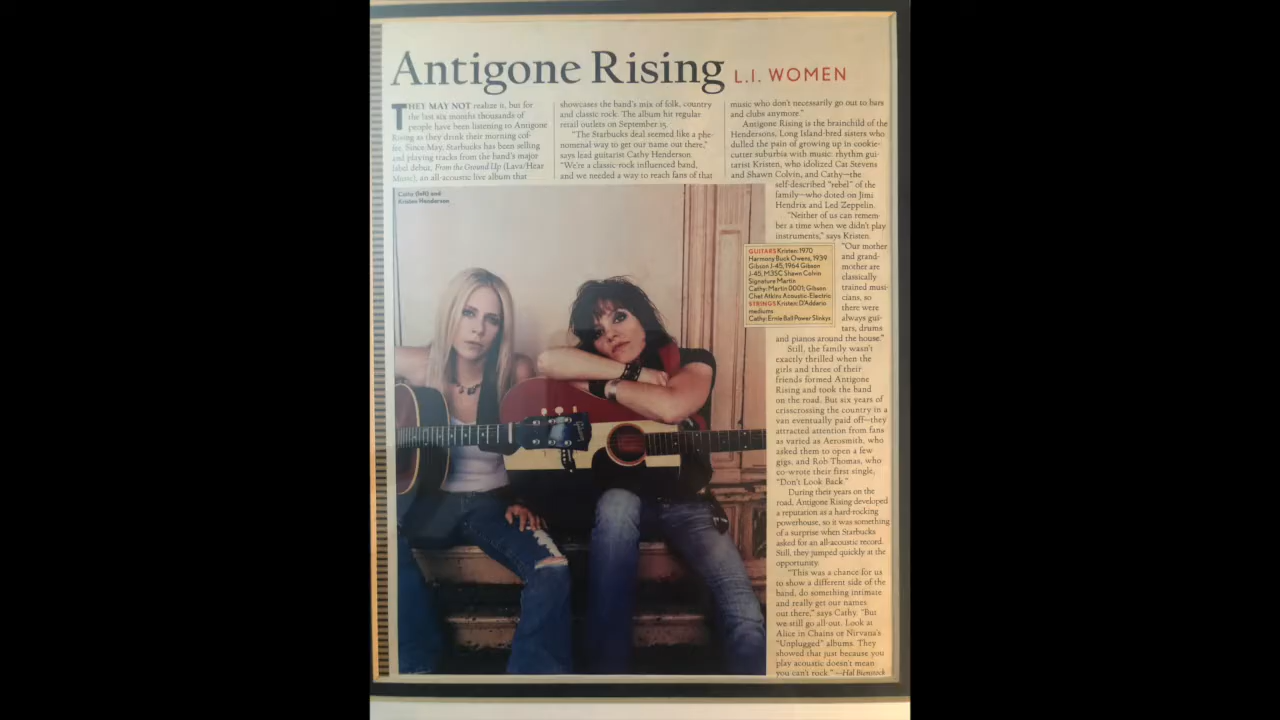 Antigone Rising L.I. WOMEN
THEY MAY NOT realize it, but for
the last six months thousands of
people have been listening to Antigone
Rising as they drink their morning cof-
fee. Since May, Starbucks has been selling
and playing tracks from the band's major
label debut, From the Ground Up (Lava/Hear
Music), an all-acoustic live album that
showcases the band's mix of folk, country
and classic rock. The album hit regular
retail outlets on September 15.
"The Starbucks deal seemed like a phe-
nomenal way to get our name out there,"
says lead guitarist Cathy Henderson.
"We're a classic-rock influenced band,
and we needed a way to reach fans of that
music who don't necessarily go out to bars
and clubs anymore."
Antigone Rising is the brainchild of the
Hendersons, Long Island-bred sisters who
dulled the pain of growing up in cookie-
cutter suburbia with music: rhythm gui-
tarist Kristen, who idolized Cat Stevens
and Shawn Colvin, and Cathy—the
self-described "rebel" of the
family—who doted on Jimi
Hendrix and Led Zeppelin.
"Neither of us can remem-
ber a time when we didn't play
instruments," says Kristen.
"Our mother
and grand-
mother are
classically
trained musi-
cians, so
there were
always gui-
tars, drums
and pianos around the house."
Still, the family wasn't
exactly thrilled when the
girls and three of their
friends formed Antigone
Rising and took the band
on the road. But six years of
crisscrossing the country in a
van eventually paid off—they
attracted attention from fans
as varied as Aerosmith, who
asked them to open a few
gigs, and Rob Thomas, who
co-wrote their first single,
"Don't Look Back."
During their years on the
road, Antigone Rising developed
a reputation as a hard-rocking
powerhouse, so it was something
of a surprise when Starbucks
asked for an all-acoustic record.
Still, they jumped quickly at the
opportunity.
"This was a chance for us
to show a different side of the
band, do something intimate
and really get our names
out there," says Cathy. "But
we still go all-out. Look at
Alice in Chains or Nirvana's
"Unplugged" albums. They
showed that just because you
play acoustic doesn't mean
you can't rock." —Hal Bienstock
Cathy (left) and
Kristen Henderson
GUITARS Kristen: 1970
Harmony Buck Owens, 1939
Gibson J-45, 1964 Gibson
J-45, M3SC Shawn Colvin
Signature Martin
Cathy: Martin 0001; Gibson
Chet Atkins Acoustic-Electric
STRINGS Kristen: D'Addario
mediums
Cathy: Ernie Ball Power Slinkys